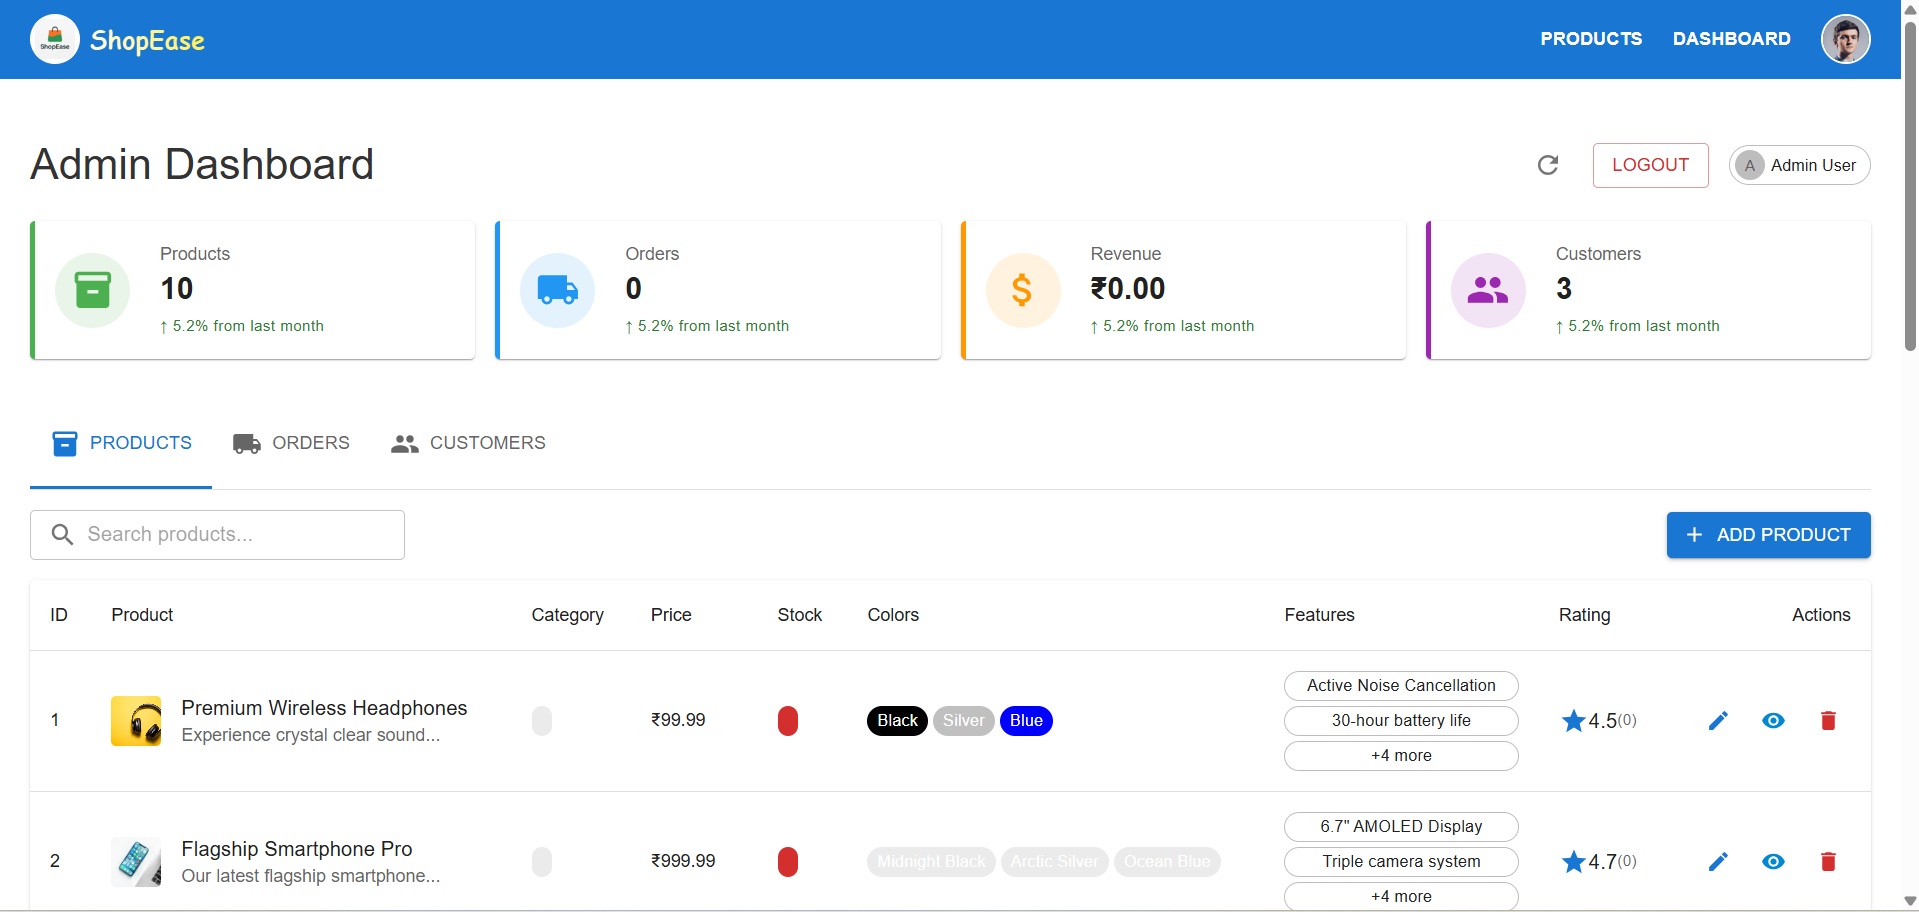 ShopEase
ShopEase
PRODUCTS
DASHBOARD
Admin Dashboard
LOGOUT
A
Admin User
Products
10
↑ 5.2% from last month
Orders
0
↑ 5.2% from last month
Revenue
₹0.00
↑ 5.2% from last month
Customers
3
↑ 5.2% from last month
PRODUCTS
ORDERS
CUSTOMERS
Search products...
+ ADD PRODUCT
ID Product Category Price Stock Colors Features Rating Actions
1
Premium Wireless Headphones
Experience crystal clear sound...
₹99.99
Black
Silver
Blue
Active Noise Cancellation
30-hour battery life
+4 more
4.5(0)
2
Flagship Smartphone Pro
Our latest flagship smartphone...
₹999.99
Midnight Black
Arctic Silver
Ocean Blue
6.7" AMOLED Display
Triple camera system
+4 more
4.7(0)